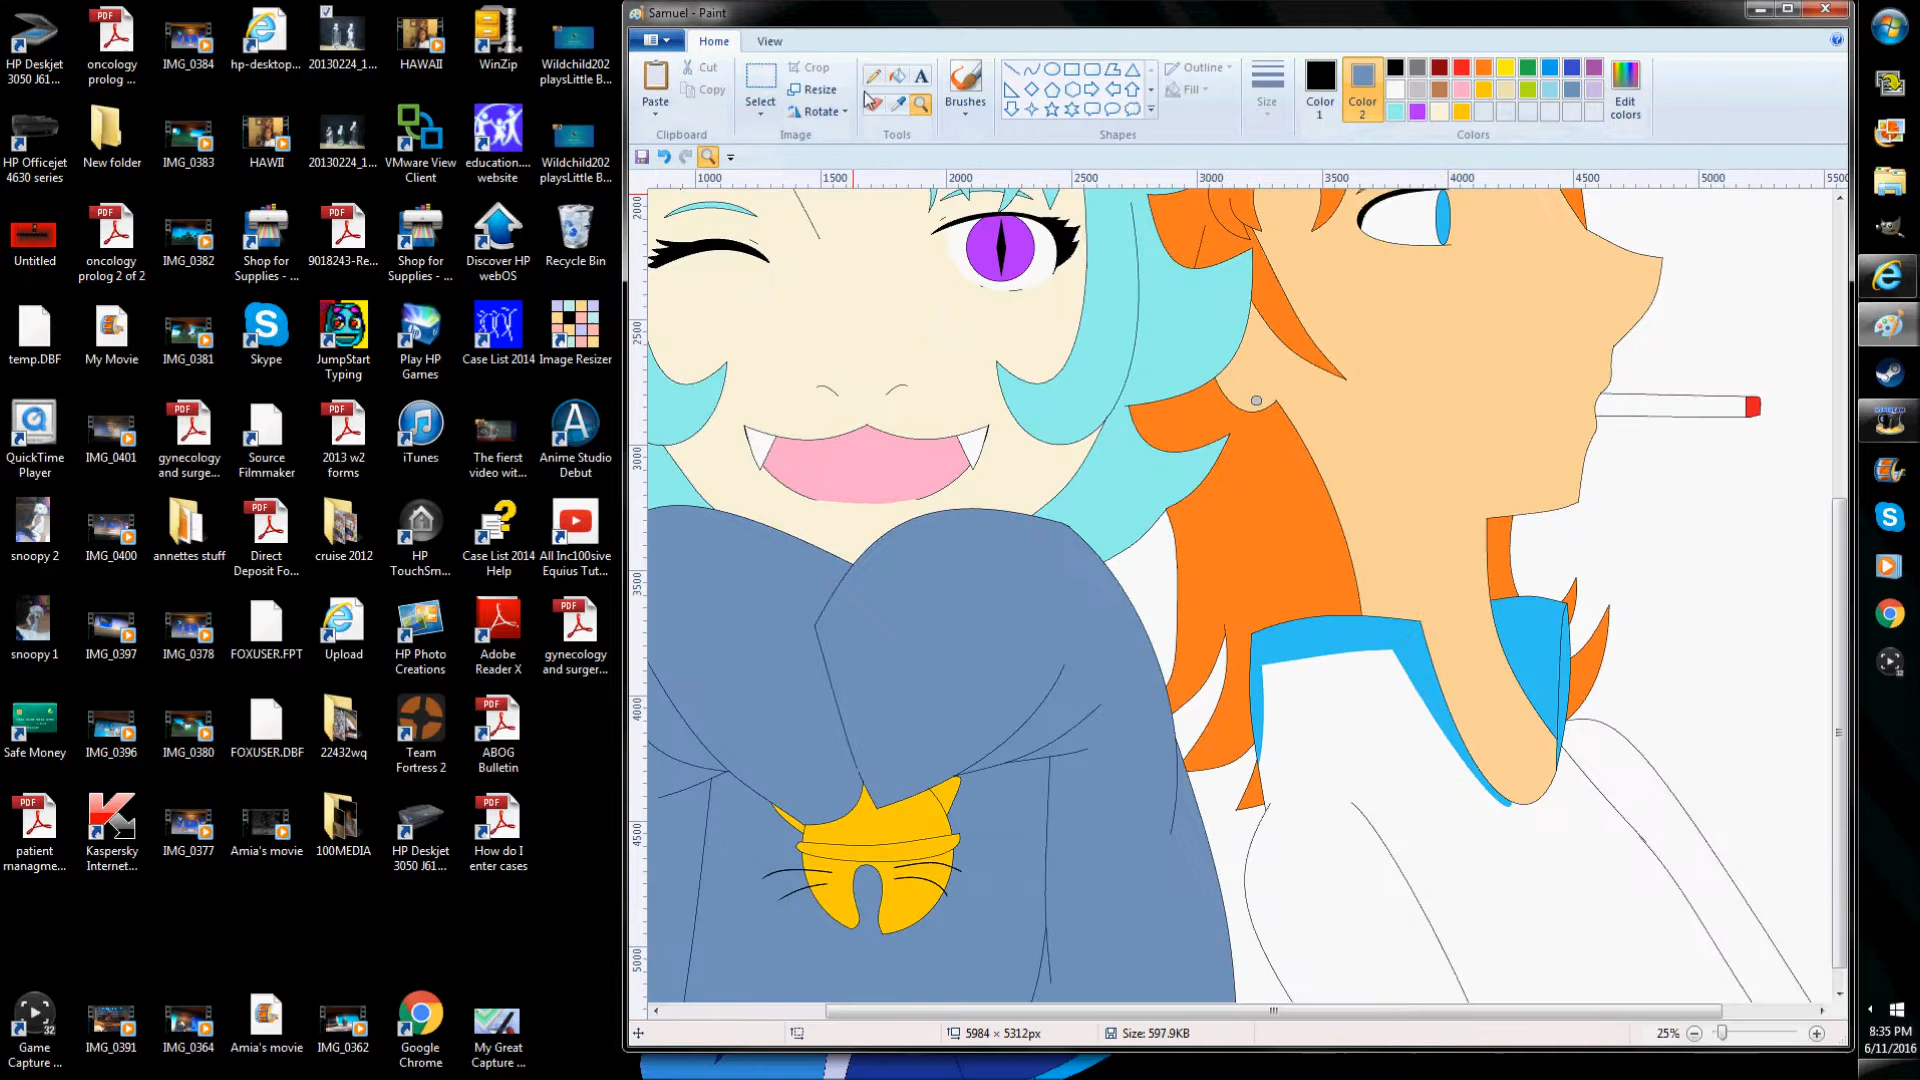 Samuel - Paint
Home
View
Paste
Cut
Copy
Clipboard
Select
Crop
Resize
Rotate
Image
Tools
Brushes
Shapes
Outline
Fill
Size
Color
1
Color
2
Edit
colors
Colors
1000
1500
2000
2500
3000
3500
4000
4500
5000
5500
2000
2500
3000
3500
4000
4500
5000
5984 × 5312px
Size: 597.9KB
25%
HP Deskjet
3050 J61...
oncology
prolog ...
IMG_0384
hp-desktop...
20130224_1...
HAWAII
WinZip
Wildchild202
playsLittle B...
HP Officejet
4630 series
New folder
IMG_0383
HAWII
20130224_1...
VMware View
Client
education....
website
Wildchild202
playsLittle B...
Untitled
oncology
prolog 2 of 2
IMG_0382
Shop for
Supplies - ...
9018243-Re...
Shop for
Supplies - ...
Discover HP
webOS
Recycle Bin
temp.DBF
My Movie
IMG_0381
Skype
JumpStart
Typing
Play HP
Games
Case List 2014
Image Resizer
QuickTime
Player
IMG_0401
gynecology
and surge...
Source
Filmmaker
2013 w2
forms
iTunes
The fierst
video wit...
Anime Studio
Debut
snoopy 2
IMG_0400
annettes stuff
Direct
Deposit Fo...
cruise 2012
HP
TouchSm...
Case List 2014
Help
All Inc100sive
Equius Tut...
snoopy 1
IMG_0397
IMG_0378
FOXUSER.FPT
Upload
HP Photo
Creations
Adobe
Reader X
gynecology
and surger...
Safe Money
IMG_0396
IMG_0380
FOXUSER.DBF
22432wq
Team
Fortress 2
ABOG
Bulletin
patient
managme...
Kaspersky
Internet...
IMG_0377
Amia's movie
100MEDIA
HP Deskjet
3050 J61...
How do I
enter cases
Game
Capture ...
IMG_0391
IMG_0364
Amia's movie
IMG_0362
Google
Chrome
My Great
Capture ...
8:35 PM
6/11/2016